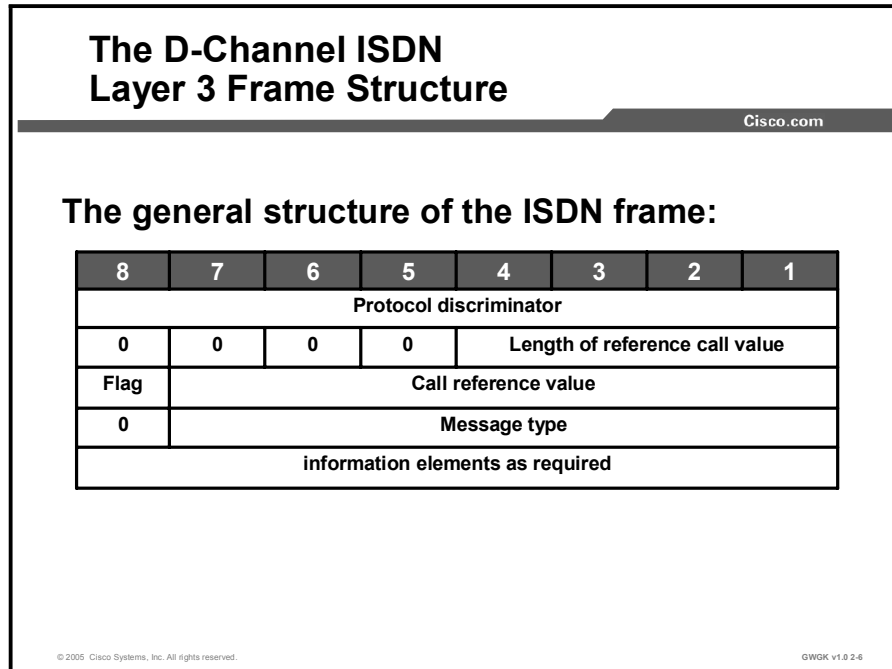 The D-Channel ISDN
Layer 3 Frame Structure
Cisco.com
The general structure of the ISDN frame:
8 7 6 5 4 3 2 1
Protocol discriminator
0 0 0 0 Length of reference call value
Flag Call reference value
0 Message type
information elements as required
© 2005 Cisco Systems, Inc. All rights reserved. GWGK v1.0 2-6